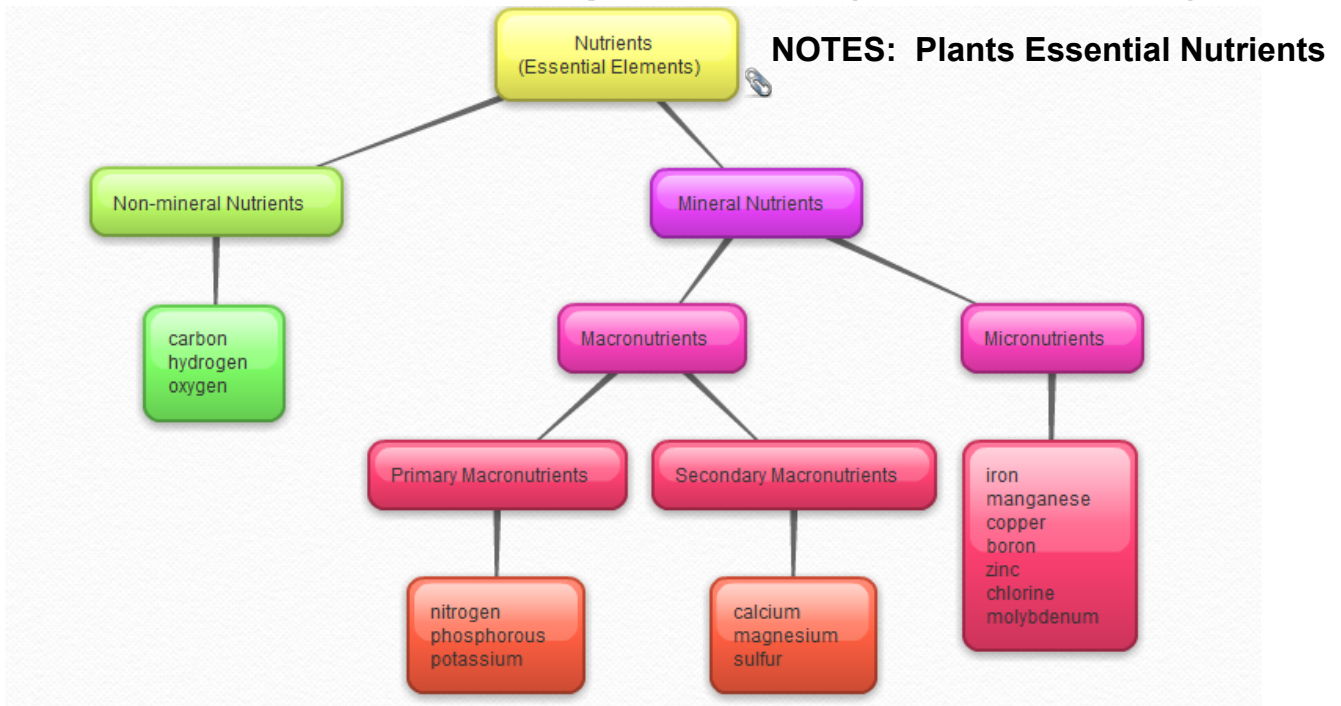 Nutrients
(Essential Elements)
NOTES: Plants Essential Nutrients
Non-mineral Nutrients
Mineral Nutrients
carbon
hydrogen
oxygen
Macronutrients
Micronutrients
Primary Macronutrients
Secondary Macronutrients
iron
manganese
copper
boron
zinc
chlorine
molybdenum
nitrogen
phosphorous
potassium
calcium
magnesium
sulfur